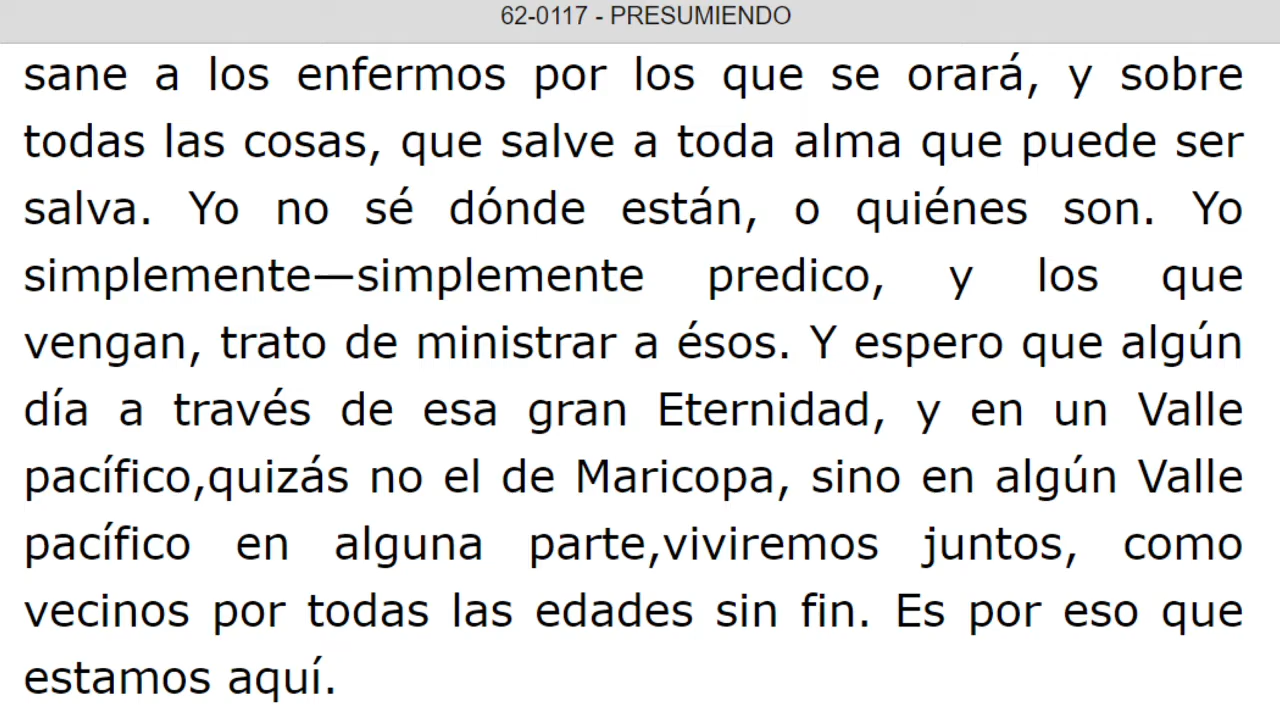 62-0117 - PRESUMIENDO
sane a los enfermos por los que se orará, y sobre
todas las cosas, que salve a toda alma que puede ser
salva. Yo no sé dónde están, o quiénes son. Yo
simplemente—simplemente predico, y los que
vengan, trato de ministrar a ésos. Y espero que algún
día a través de esa gran Eternidad, y en un Valle
pacífico,quizás no el de Maricopa, sino en algún Valle
pacífico en alguna parte,viviremos juntos, como
vecinos por todas las edades sin fin. Es por eso que
estamos aquí.